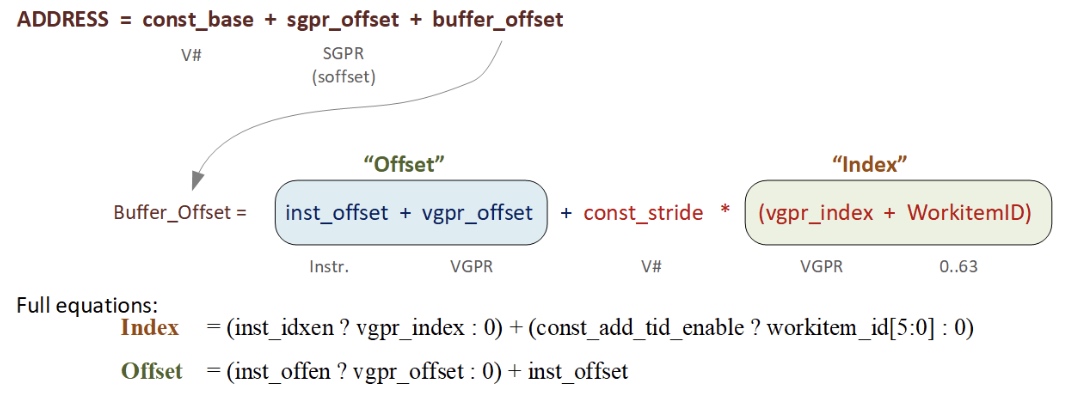 ADDRESS = const_base + sgpr_offset + buffer_offset
V# SGPR
(soffset)
“Offset” “Index”
Buffer_Offset = inst_offset + vgpr_offset + const_stride * (vgpr_index + WorkitemID)
Instr. VGPR V# VGPR 0..63
Full equations:
Index = (inst_idxen ? vgpr_index : 0) + (const_add_tid_enable ? workitem_id[5:0] : 0)
Offset = (inst_offen ? vgpr_offset : 0) + inst_offset